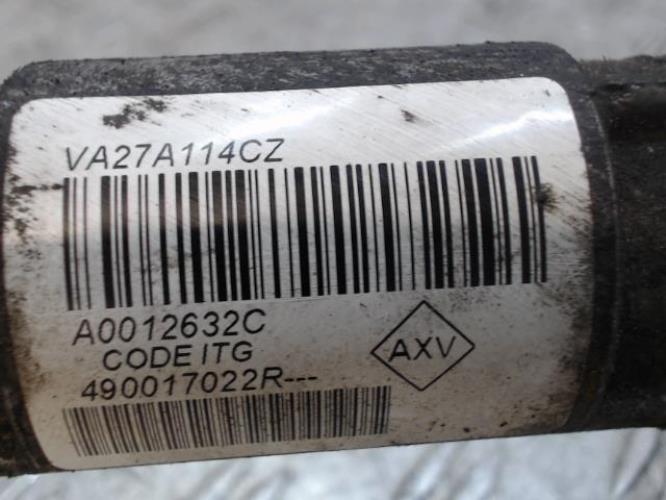 VA27A114CZ
A0012632C
CODE ITG
AXV
490017022R---